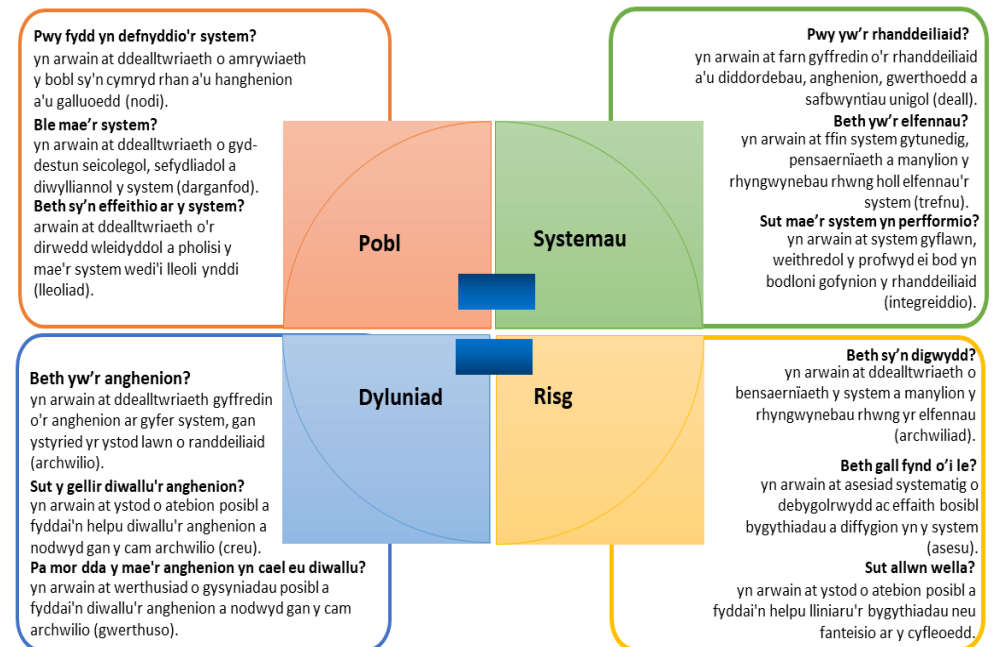 Pwy fydd yn defnyddio'r system?
yn arwain at ddealltwriaeth o amrywiaeth
y bobl sy'n cymryd rhan a'u hanghenion
a'u galluoedd (nodi).
Ble mae'r system?
yn arwain at ddealltwriaeth o gyd-
destun seicolegol, sefydliadol a
diwylliannol y system (darganfod).
Beth sy'n effeithio ar y system?
arwain at ddealltwriaeth o'r
dirwedd wleidyddol a pholisi y
mae'r system wedi'i lleoli ynddi
(lleoliad).
Pobl
Pwy yw'r rhanddeiliaid?
yn arwain at farn gyffredin o'r rhanddeiliaid
a'u diddordebau, anghenion, gwerthoedd a
safbwyntiau unigol (deall).
Beth yw'r elfennau?
yn arwain at ffin system gytunedig,
pensaernïaeth a manylion y
rhyngwynebau rhwng holl elfennau'r
system (trefnu).
Sut mae'r system yn perfformio?
yn arwain at system gyflawn,
weithredol y profwyd ei bod yn
bodloni gofynion y rhanddeiliaid
(integreiddio).
Systemau
Beth yw'r anghenion?
yn arwain at ddealltwriaeth gyffredin
o'r anghenion ar gyfer system, gan
ystyried yr ystod lawn o randdeiliaid
(archwilio).
Sut y gellir diwallu'r anghenion?
yn arwain at ystod o atebion posibl a
fyddai'n helpu diwallu'r anghenion a
nodwyd gan y cam archwilio (creu).
Pa mor dda y mae'r anghenion yn cael eu diwallu?
yn arwain at werthusiad o gysyniadau posibl a
fyddai'n diwallu'r anghenion a nodwyd gan y cam
archwilio (gwerthuso).
Dyluniad
Risg
Beth sy'n digwydd?
yn arwain at ddealltwriaeth o
bensaernïaeth y system a manylion y
rhyngwynebau rhwng yr elfennau
(archwiliad).
Beth gall fynd o'i le?
yn arwain at asesiad systematig o
debygolrwydd ac effaith bosibl
bygythiadau a diffygion yn y system
(asesu).
Sut allwn wella?
yn arwain at ystod o atebion posibl a
fyddai'n helpu lliniaru'r bygythiadau neu
fanteisio ar y cyfleoedd.